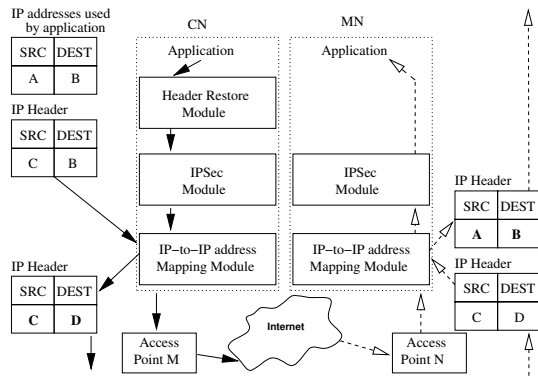 IP addresses used
by application
SRC DEST
A B
IP Header
SRC DEST
C B
IP Header
SRC DEST
C D
CN
Application
Header Restore
Module
IPSec
Module
IP−to−IP address
Mapping Module
Access
Point M
Internet
MN
Application
IPSec
Module
IP−to−IP address
Mapping Module
Access
Point N
IP Header
SRC DEST
A B
IP Header
SRC DEST
C D